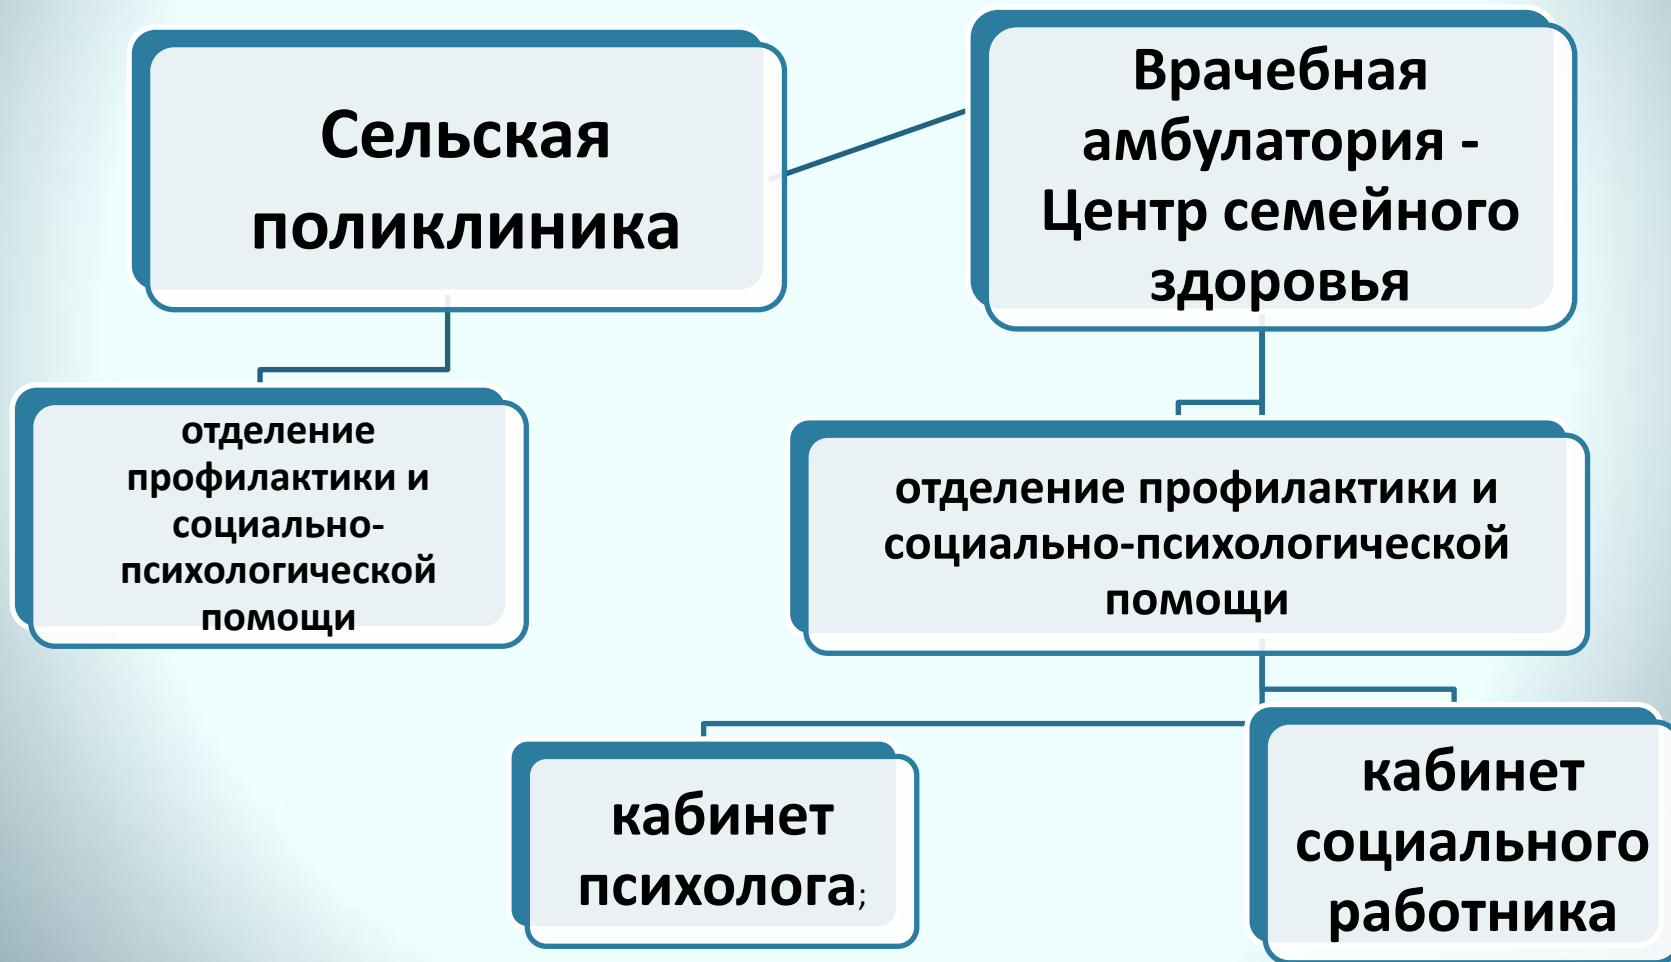 Сельская
поликлиника
Врачебная
амбулатория -
Центр семейного
здоровья
отделение
профилактики и
социально-
психологической
помощи
отделение профилактики и
социально-психологической
помощи
кабинет
психолога;
кабинет
социального
работника